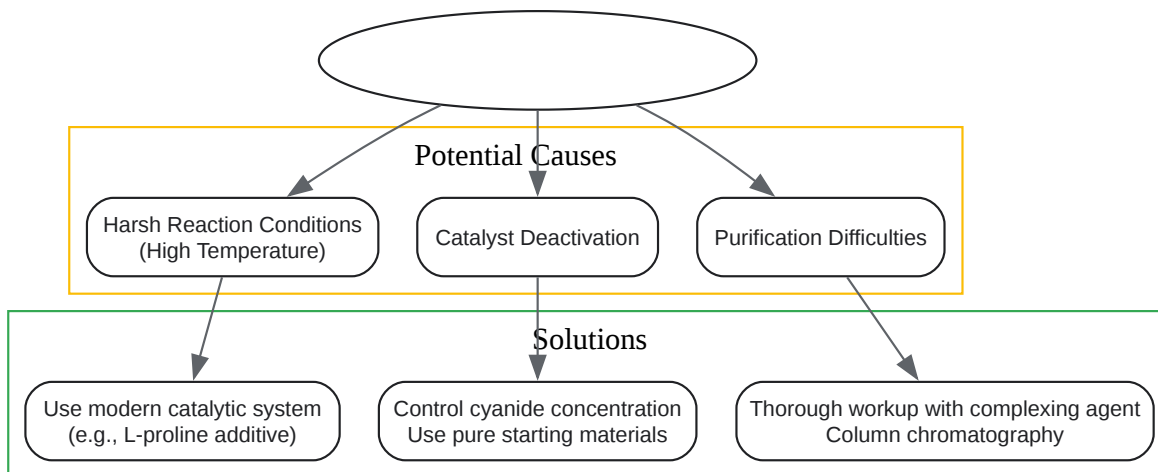 Potential Causes
Harsh Reaction Conditions
(High Temperature)
Catalyst Deactivation
Purification Difficulties
Solutions
Use modern catalytic system
(e.g., L-proline additive)
Control cyanide concentration
Use pure starting materials
Thorough workup with complexing agent
Column chromatography